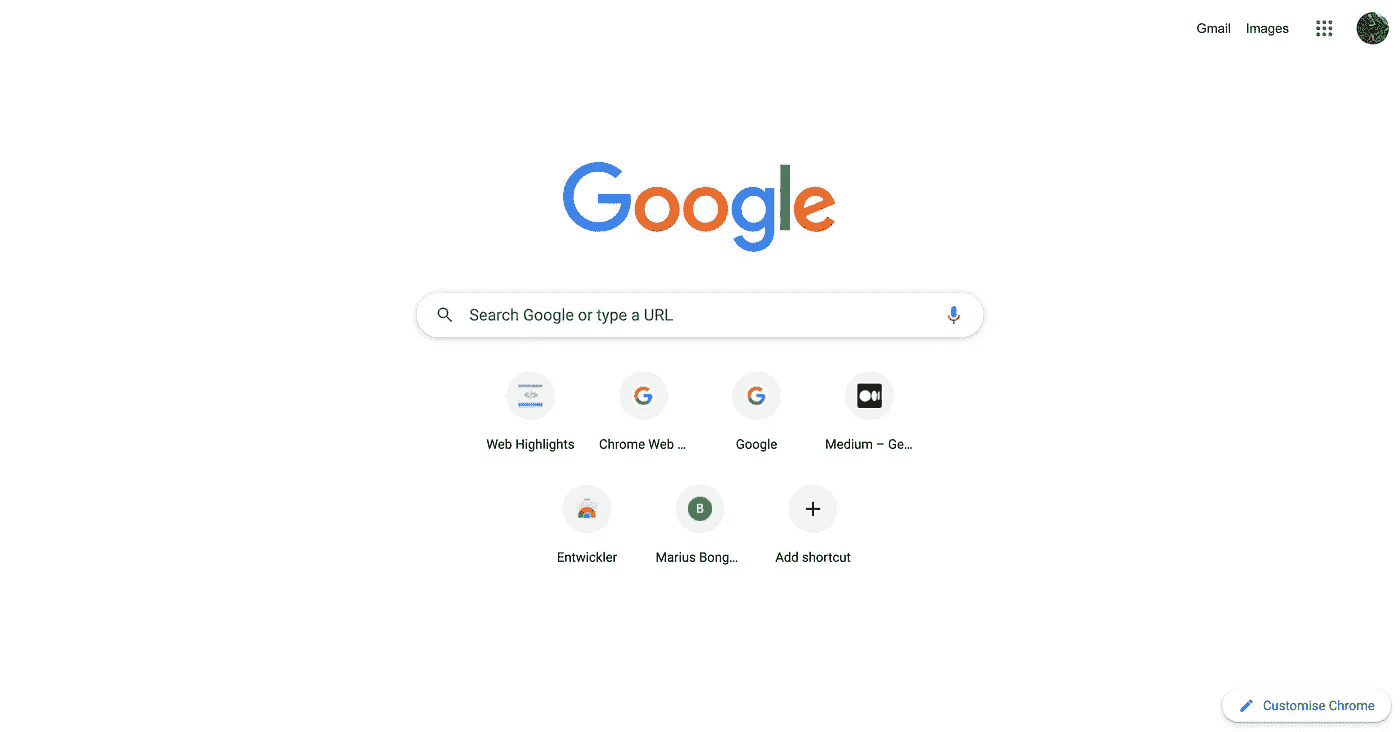 Gmail Images
Google
Search Google or type a URL
Web Highlights Chrome Web ... Google Medium – Ge...
B
Entwickler Marius Bong... Add shortcut
Customise Chrome